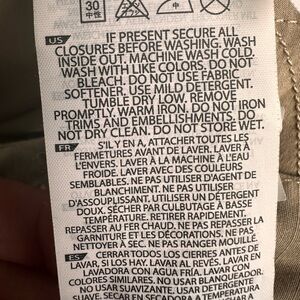 30
中性
US IF PRESENT SECURE ALL
CLOSURES BEFORE WASHING. WASH
INSIDE OUT. MACHINE WASH COLD.
WASH WITH LIKE COLORS. DO NOT
BLEACH. DO NOT USE FABRIC
SOFTENER. USE MILD DETERGENT.
TUMBLE DRY LOW. REMOVE
PROMPTLY. WARM IRON. DO NOT IRON
TRIMS AND EMBELLISHMENTS. DO
NOT DRY CLEAN. DO NOT STORE WET.
FR S'IL Y EN A, ATTACHER TOUTES LES
FERMETURES AVANT DE LAVER. LAVER À
L'ENVERS. LAVER À LA MACHINE À L'EAU
FROIDE. LAVER AVEC DES COULEURS
SEMBLABLES. NE PAS UTILISER D'AGENT DE
BLANCHIMENT. NE PAS UTILISER
D'ASSOUPLISSANT. UTILISER UN DÉTERGENT
DOUX. SÉCHER PAR CULBUTAGE À BASSE
TEMPÉRATURE. RETIRER RAPIDEMENT.
REPASSER AU FER CHAUD. NE PAS REPASSER LA
GARNITURE ET LES DÉCORATIONS. NE PAS
NETTOYER À SEC. NE PAS RANGER MOUILLÉ.
ES CERRAR TODOS LOS CIERRES ANTES DE
LAVAR, SI LOS HAY. LAVAR AL REVÉS. LAVAR EN
LAVADORA CON AGUA FRÍA. LAVAR CON
COLORES SIMILARES. NO USAR BLANQUEADOR.
NO USAR SUAVIZANTE. USAR DETERGENTE
SUAVE. SECAR EN SECADORA A TEMPERATURA